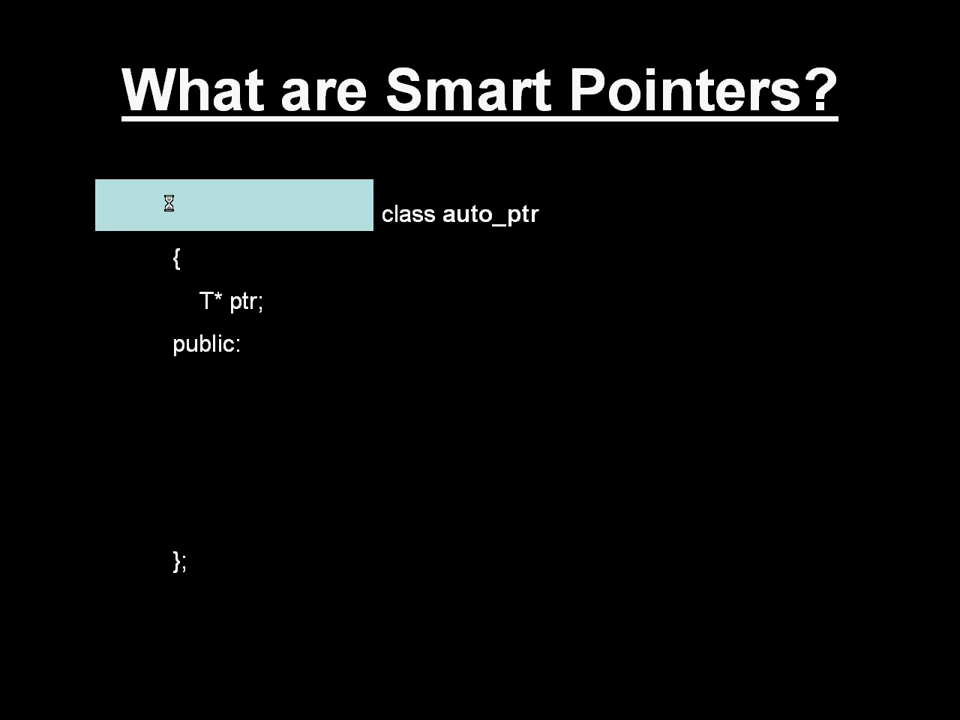 What are Smart Pointers?
class auto_ptr
{
T* ptr;
public:
};